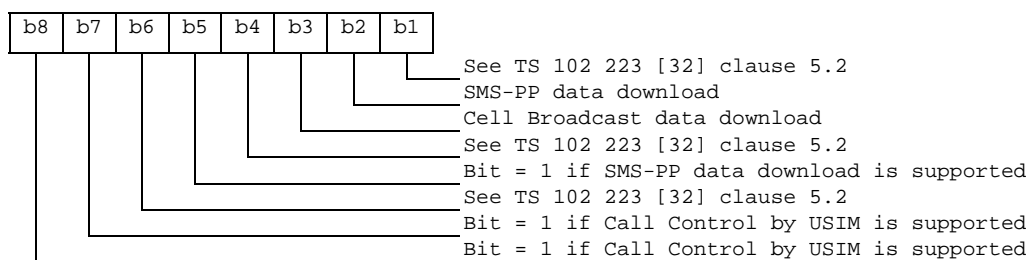 b8 b7 b6 b5 b4 b3 b2 b1
See TS 102 223 [32] clause 5.2
SMS-PP data download
Cell Broadcast data download
See TS 102 223 [32] clause 5.2
Bit = 1 if SMS-PP data download is supported
See TS 102 223 [32] clause 5.2
Bit = 1 if Call Control by USIM is supported
Bit = 1 if Call Control by USIM is supported